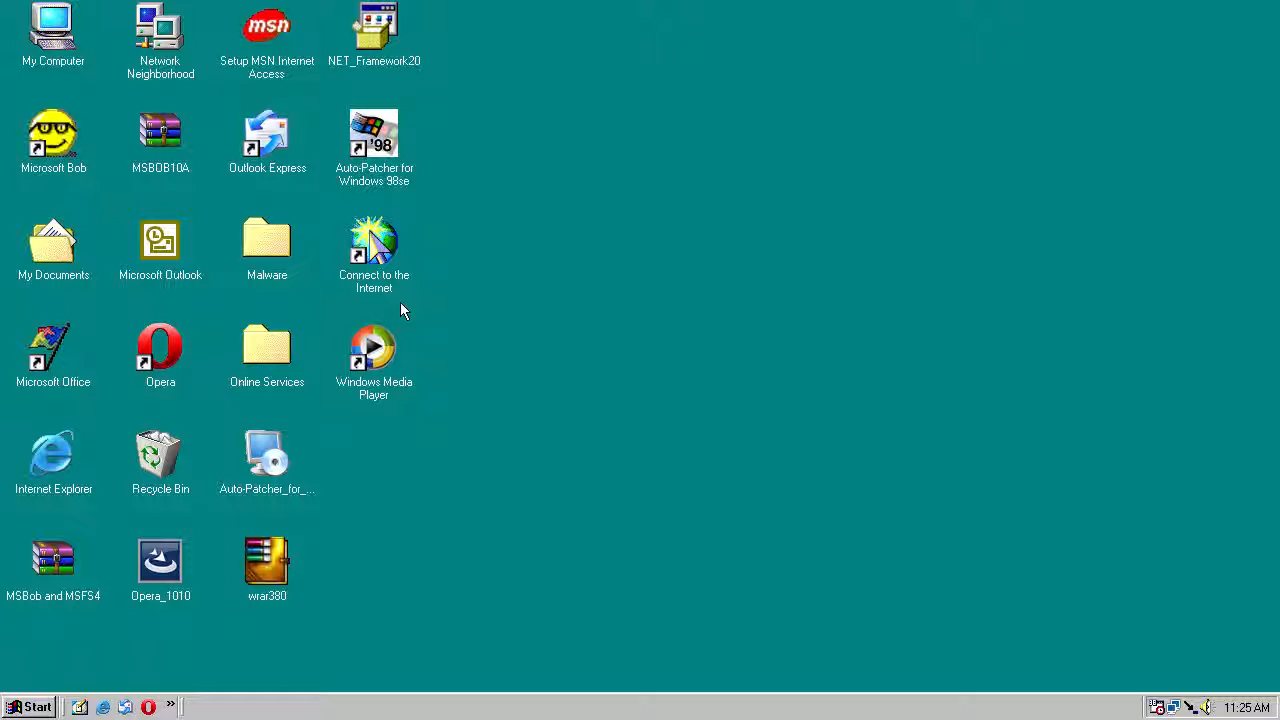 My Computer
Network
Neighborhood
msn
Setup MSN Internet
Access
NET_Framework20
Microsoft Bob
MSBOB10A
Outlook Express
'98
Auto-Patcher for
Windows 98se
My Documents
Microsoft Outlook
Malware
Connect to the
Internet
Microsoft Office
Opera
Online Services
Windows Media
Player
Internet Explorer
Recycle Bin
Auto-Patcher_for_...
MSBob and MSFS4
Opera_1010
wrar380
Start
»
11:25 AM